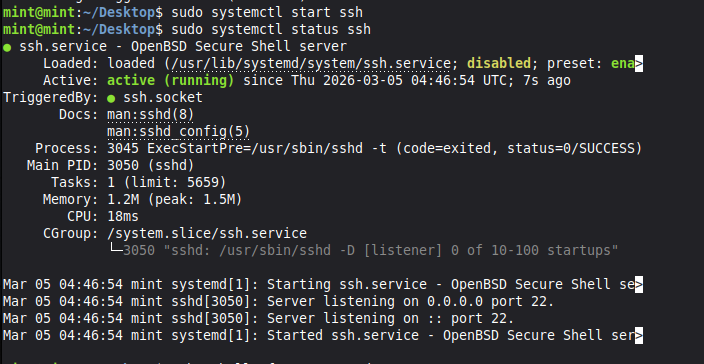 mint@mint:~/Desktop$ sudo systemctl start ssh
mint@mint:~/Desktop$ sudo systemctl status ssh
● ssh.service - OpenBSD Secure Shell server
Loaded: loaded (/usr/lib/systemd/system/ssh.service; disabled; preset: ena>
Active: active (running) since Thu 2026-03-05 04:46:54 UTC; 7s ago
TriggeredBy: ● ssh.socket
Docs: man:sshd(8)
man:sshd_config(5)
Process: 3045 ExecStartPre=/usr/sbin/sshd -t (code=exited, status=0/SUCCESS)
Main PID: 3050 (sshd)
Tasks: 1 (limit: 5659)
Memory: 1.2M (peak: 1.5M)
CPU: 18ms
CGroup: /system.slice/ssh.service
└─3050 "sshd: /usr/sbin/sshd -D [listener] 0 of 10-100 startups"
Mar 05 04:46:54 mint systemd[1]: Starting ssh.service - OpenBSD Secure Shell se>
Mar 05 04:46:54 mint sshd[3050]: Server listening on 0.0.0.0 port 22.
Mar 05 04:46:54 mint sshd[3050]: Server listening on :: port 22.
Mar 05 04:46:54 mint systemd[1]: Started ssh.service - OpenBSD Secure Shell ser>